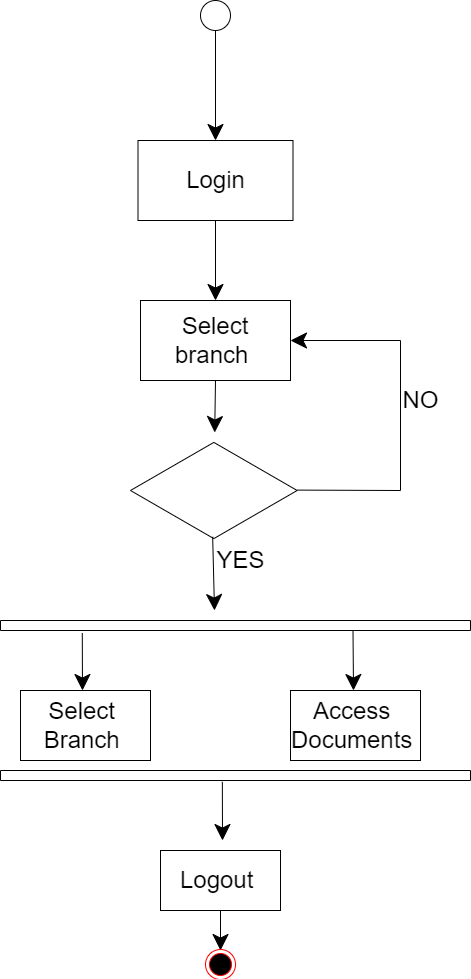 Login
Select
branch
NO
YES
Select
Branch
Access
Documents
Logout